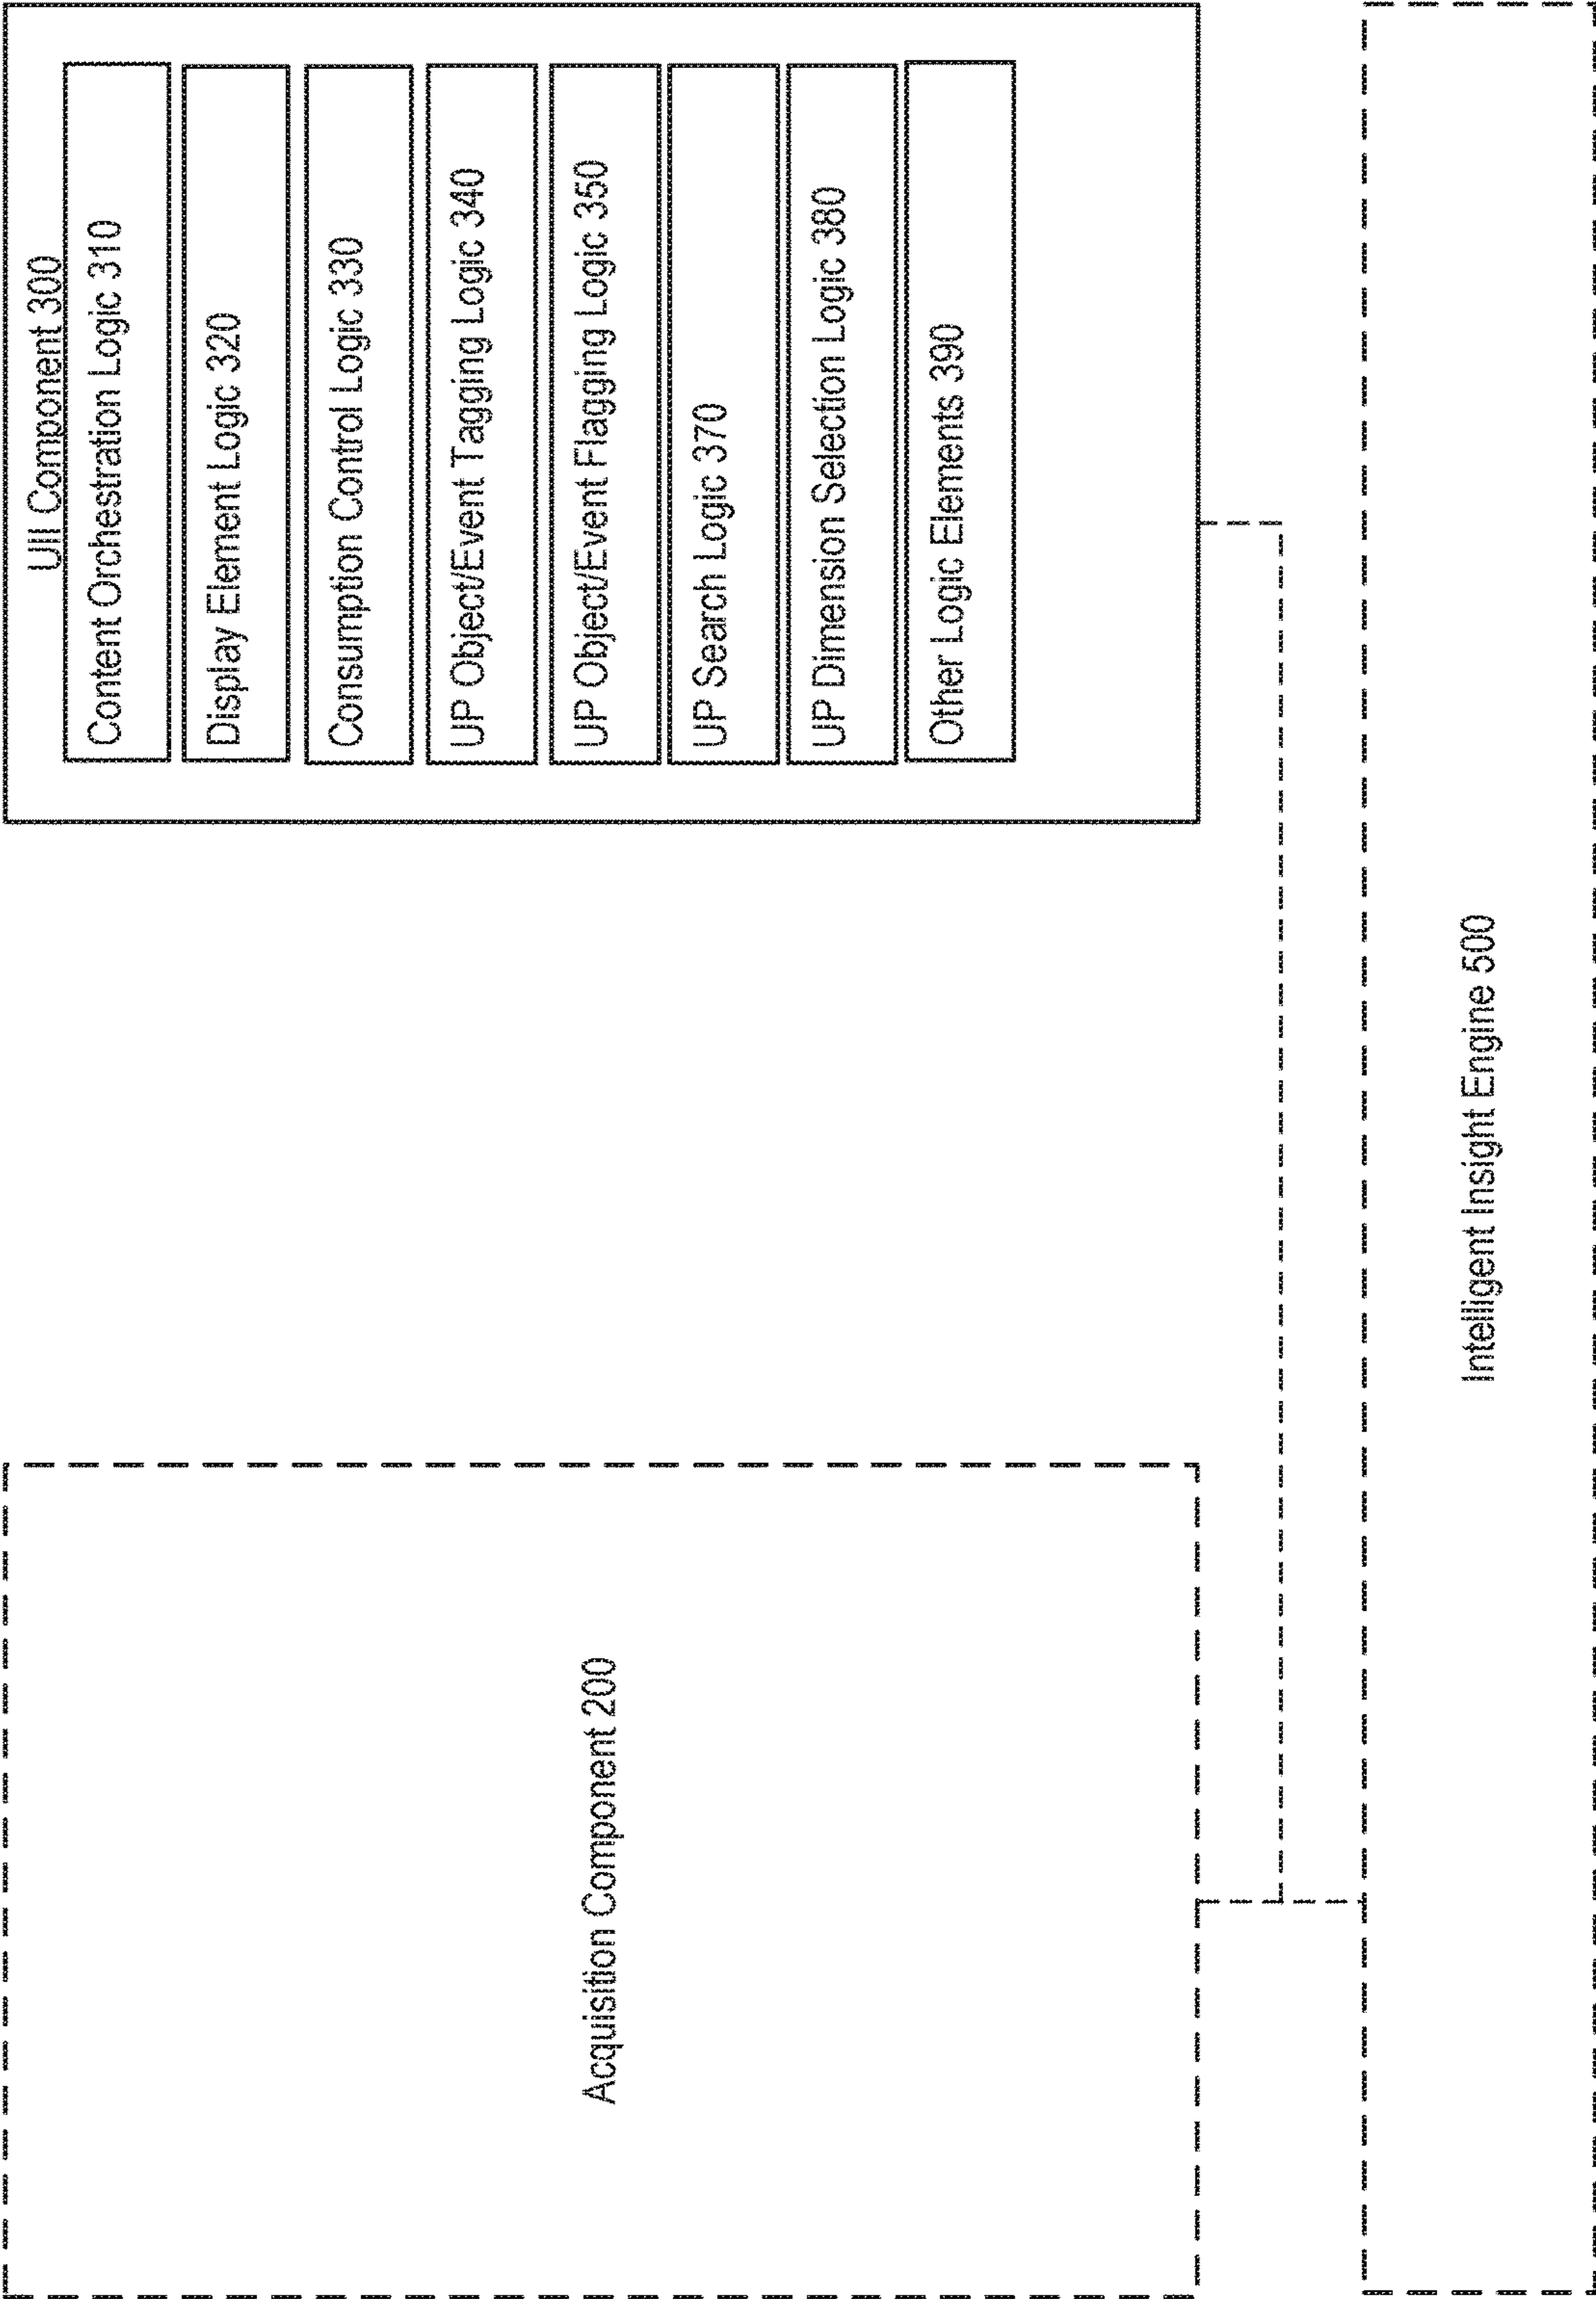 Acquisition Component 200
UII Component 300
Content Orchestration Logic 310
Display Element Logic 320
Consumption Control Logic 330
UP Object/Event Tagging Logic 340
UP Object/Event Flagging Logic 350
UP Search Logic 370
UP Dimension Selection Logic 380
Other Logic Elements 390
Intelligent Insight Engine 500